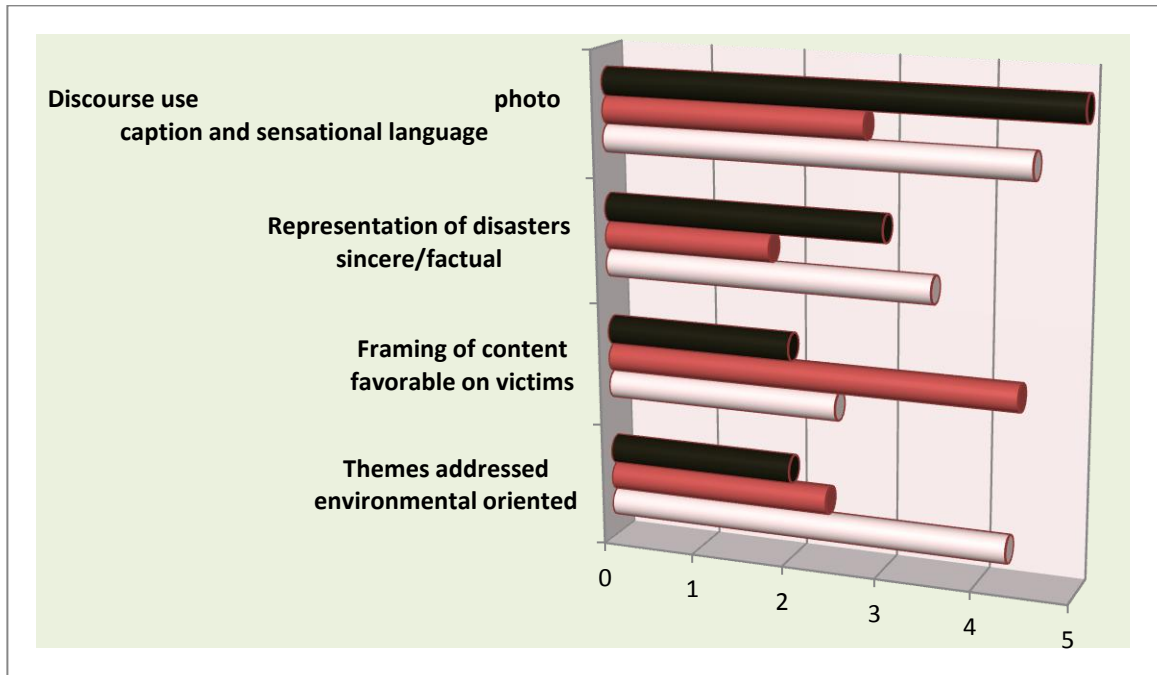 Discourse use photo
caption and sensational language
Representation of disasters
sincere/factual
Framing of content
favorable on victims
Themes addressed
environmental oriented
0
1
2
3
4
5